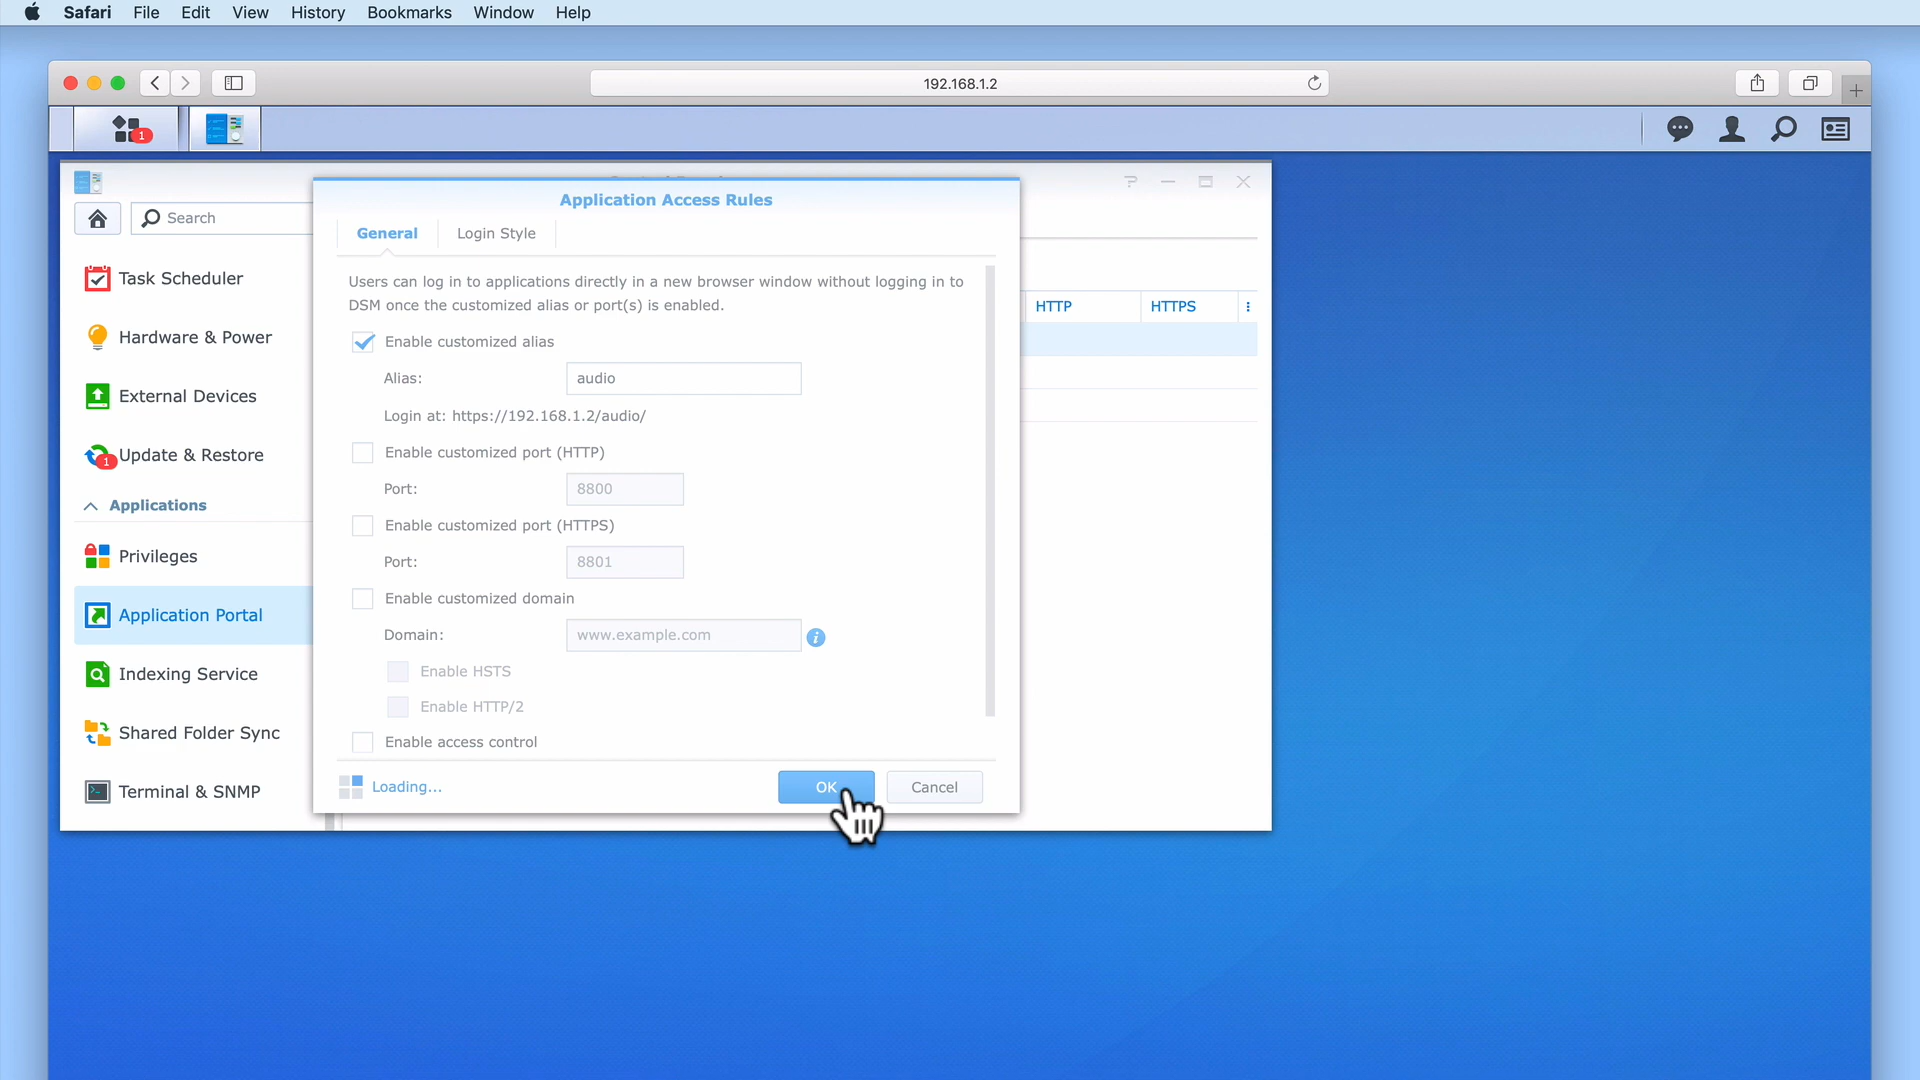 Safari File Edit View History Bookmarks Window Help
192.168.1.2
1
Search
Application Access Rules
General Login Style
Users can log in to applications directly in a new browser window without logging in to
DSM once the customized alias or port(s) is enabled.
Enable customized alias
Alias: audio
Login at: https://192.168.1.2/audio/
Enable customized port (HTTP)
Port: 8800
Enable customized port (HTTPS)
Port: 8801
Enable customized domain
Domain: www.example.com
Enable HSTS
Enable HTTP/2
Enable access control
Loading...
OK Cancel
HTTP HTTPS
Task Scheduler
Hardware & Power
External Devices
1 Update & Restore
Applications
Privileges
Application Portal
Indexing Service
Shared Folder Sync
Terminal & SNMP